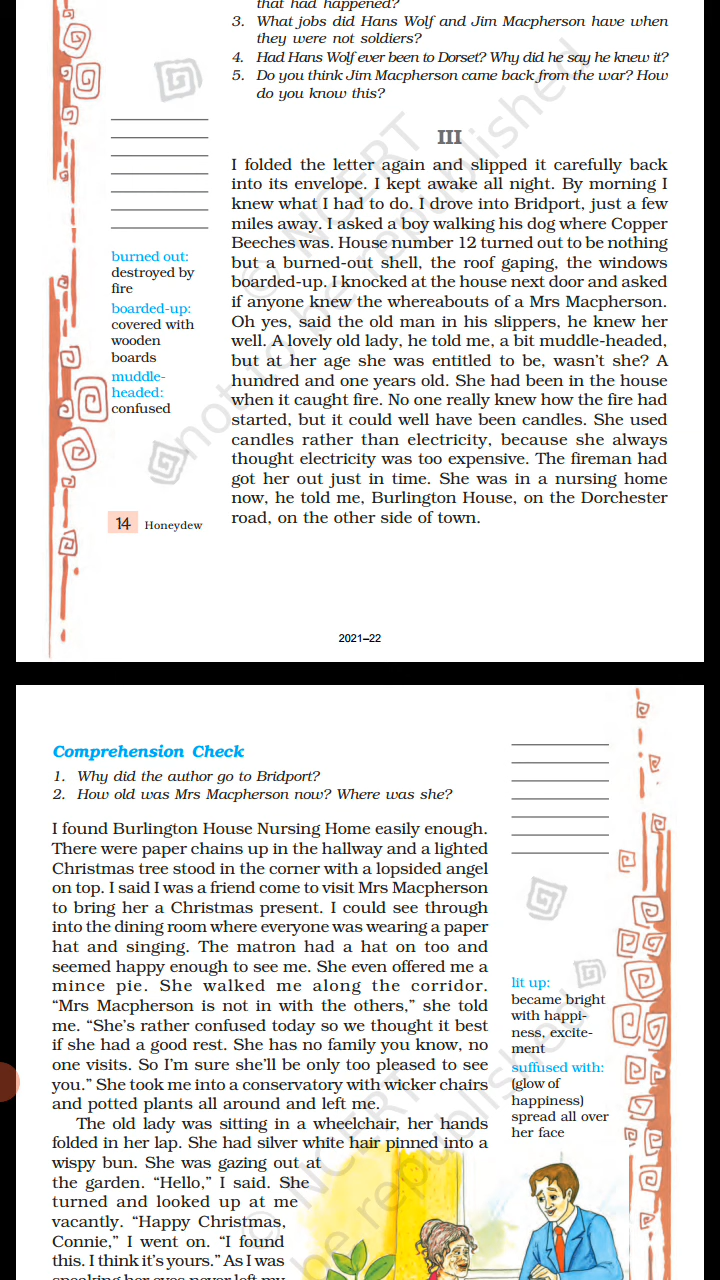 that had happened?
3. What jobs did Hans Wolf and Jim Macpherson have when
they were not soldiers?
4. Had Hans Wolf ever been to Dorset? Why did he say he knew it?
5. Do you think Jim Macpherson came back from the war? How
do you know this?
III
I folded the letter again and slipped it carefully back
into its envelope. I kept awake all night. By morning I
knew what I had to do. I drove into Bridport, just a few
miles away. I asked a boy walking his dog where Copper
Beeches was. House number 12 turned out to be nothing
but a burned-out shell, the roof gaping, the windows
boarded-up. I knocked at the house next door and asked
if anyone knew the whereabouts of a Mrs Macpherson.
Oh yes, said the old man in his slippers, he knew her
well. A lovely old lady, he told me, a bit muddle-headed,
but at her age she was entitled to be, wasn't she? A
hundred and one years old. She had been in the house
when it caught fire. No one really knew how the fire had
started, but it could well have been candles. She used
candles rather than electricity, because she always
thought electricity was too expensive. The fireman had
got her out just in time. She was in a nursing home
now, he told me, Burlington House, on the Dorchester
road, on the other side of town.
burned out:
destroyed by
fire
boarded-up:
covered with
wooden
boards
muddle-
headed:
confused
14 Honeydew
© NCERT
not to be republished
2021–22
Comprehension Check
1. Why did the author go to Bridport?
2. How old was Mrs Macpherson now? Where was she?
I found Burlington House Nursing Home easily enough.
There were paper chains up in the hallway and a lighted
Christmas tree stood in the corner with a lopsided angel
on top. I said I was a friend come to visit Mrs Macpherson
to bring her a Christmas present. I could see through
into the dining room where everyone was wearing a paper
hat and singing. The matron had a hat on too and
seemed happy enough to see me. She even offered me a
mince pie. She walked me along the corridor.
“Mrs Macpherson is not in with the others,” she told
me. “She's rather confused today so we thought it best
if she had a good rest. She has no family you know, no
one visits. So I'm sure she'll be only too pleased to see
you.” She took me into a conservatory with wicker chairs
and potted plants all around and left me.
The old lady was sitting in a wheelchair, her hands
folded in her lap. She had silver white hair pinned into a
wispy bun. She was gazing out at
the garden. “Hello,” I said. She
turned and looked up at me
vacantly. “Happy Christmas,
Connie,” I went on. “I found
this. I think it's yours.” As I was
speaking her eyes never left my
lit up:
became bright
with happi-
ness, excite-
ment
suffused with:
(glow of
happiness)
spread all over
her face
© NCERT
be republished